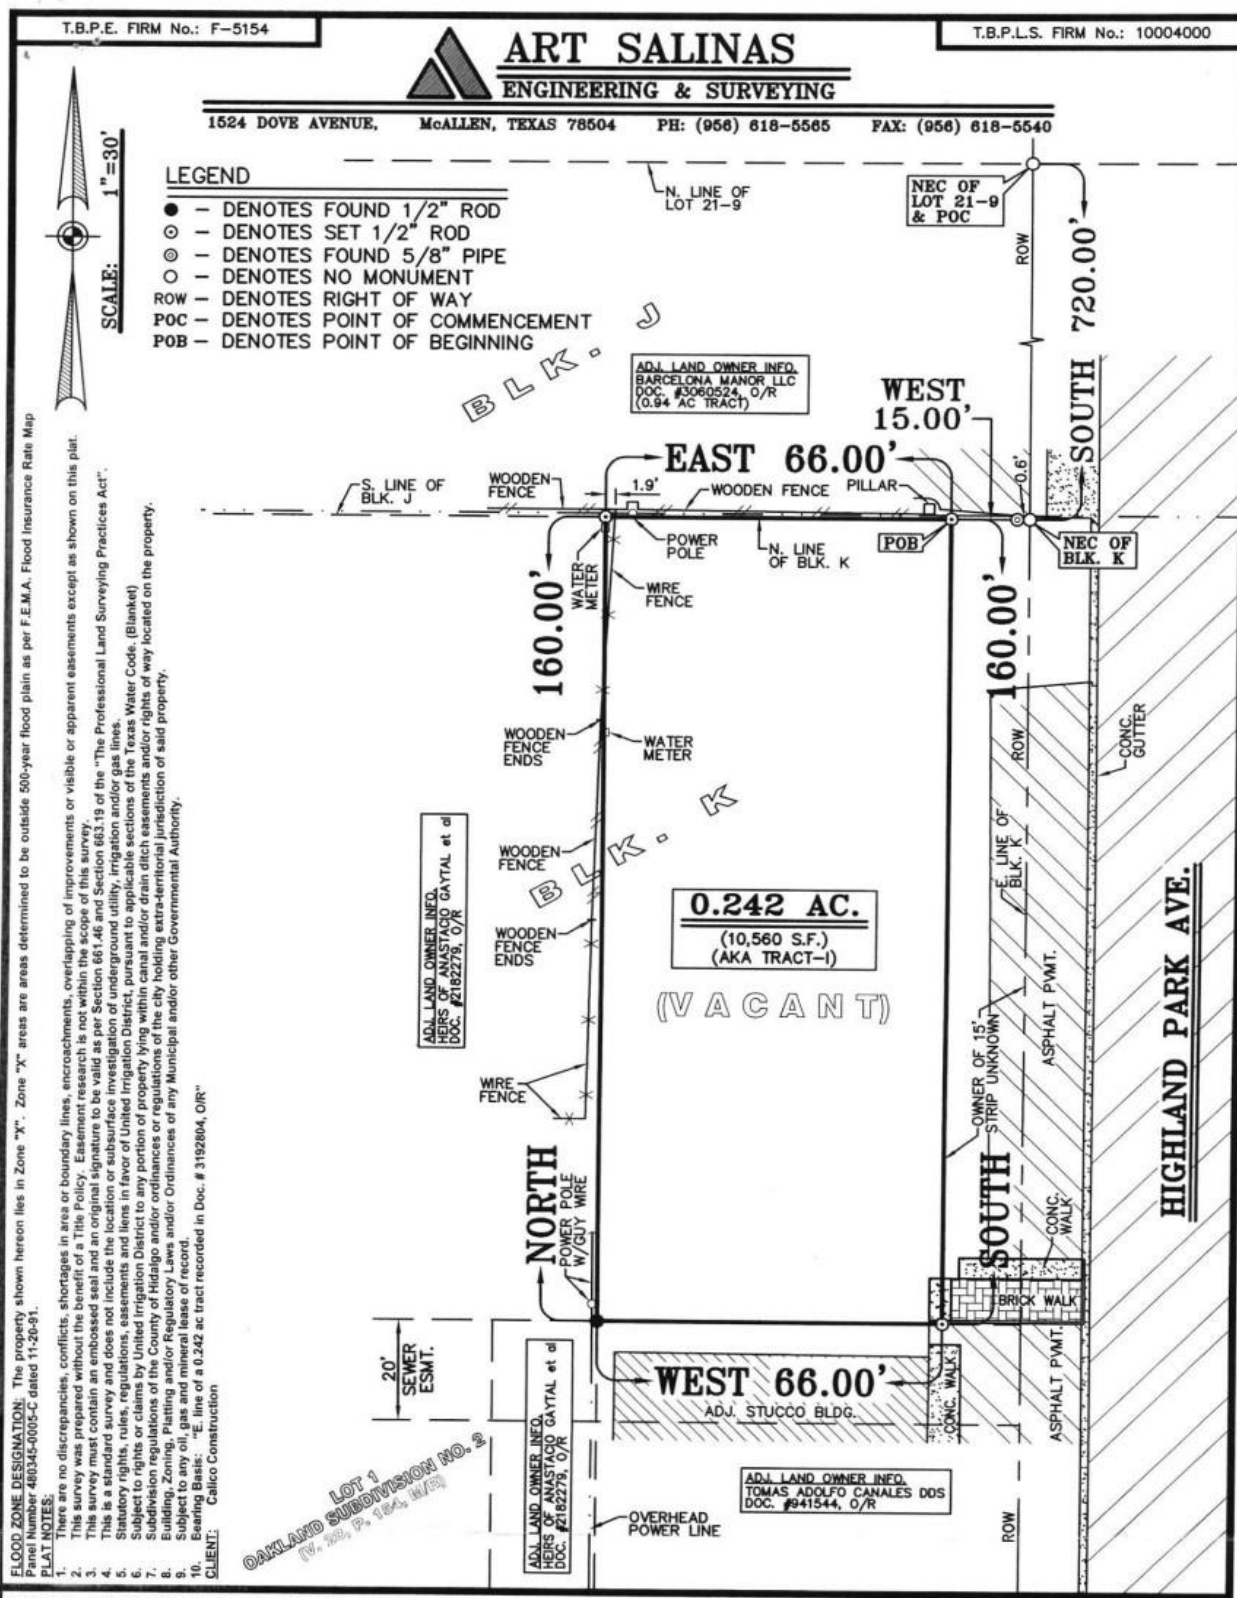 T.B.P.E. FIRM No.: F-5154
T.B.P.L.S. FIRM No.: 10004000
ART SALINAS
ENGINEERING & SURVEYING
1524 DOVE AVENUE, McALLEN, TEXAS 78504 PH: (956) 618-5565 FAX: (956) 618-5540
SCALE: 1"=30'
LEGEND
● – DENOTES FOUND 1/2" ROD
⊙ – DENOTES SET 1/2" ROD
◎ – DENOTES FOUND 5/8" PIPE
○ – DENOTES NO MONUMENT
ROW – DENOTES RIGHT OF WAY
POC – DENOTES POINT OF COMMENCEMENT
POB – DENOTES POINT OF BEGINNING
N. LINE OF
LOT 21-9
NEC OF
LOT 21-9
& POC
ROW
SOUTH 720.00'
BLK. J
ADJ. LAND OWNER INFO.
BARCELONA MANOR LLC
DOC. #3060524, O/R
(0.94 AC TRACT)
WEST
15.00'
EAST 66.00'
S. LINE OF
BLK. J
WOODEN
FENCE
1.9'
WOODEN FENCE
PILLAR
0.6'
POWER
POLE
N. LINE
OF BLK. K
POB
NEC OF
BLK. K
160.00'
WATER
METER
WIRE
FENCE
160.00'
WOODEN
FENCE
ENDS
WATER
METER
ROW
CONC.
GUTTER
BLK. K
WOODEN
FENCE
E. LINE OF
BLK. K
ADJ. LAND OWNER INFO.
HEIRS OF ANASTACIO GAYTAL et al
DOC. #2182279, O/R
0.242 AC.
(10,560 S.F.)
(AKA TRACT-I)
WOODEN
FENCE
ENDS
(VACANT)
ASPHALT PVMT.
HIGHLAND PARK AVE.
OWNER OF 15'
STRIP UNKNOWN
WIRE
FENCE
NORTH
POWER POLE
W/GUY WIRE
SOUTH
CONC.
WALK
BRICK WALK
20'
SEWER
ESMT.
WEST 66.00'
ADJ. STUCCO BLDG.
CONC. WALK
ASPHALT PVMT.
ADJ. LAND OWNER INFO.
HEIRS OF ANASTACIO GAYTAL et al
DOC. #2182279, O/R
LOT 1
OAKLAND SUBDIVISION NO. 2
(V. 23, P. 154, M/R)
ADJ. LAND OWNER INFO.
TOMAS ADOLFO CANALES DDS
DOC. #941544, O/R
OVERHEAD
POWER LINE
ROW
FLOOD ZONE DESIGNATION: The property shown hereon lies in Zone "X". Zone "X" areas are areas determined to be outside 500-year flood plain as per F.E.M.A. Flood Insurance Rate Map
Panel Number 480345-0005-C dated 11-20-91.
PLAT NOTES:
1. There are no discrepancies, conflicts, shortages in area or boundary lines, encroachments, overlapping of improvements or visible or apparent easements except as shown on this plat.
2. This survey was prepared without the benefit of a Title Policy. Easement research is not within the scope of this survey.
3. This survey must contain an embossed seal and an original signature to be valid as per Section 661.46 and Section 663.19 of the "The Professional Land Surveying Practices Act".
4. This is a standard survey and does not include the location or subsurface investigation of underground utility, irrigation and/or gas lines.
5. Statutory rights, rules, regulations, easements and liens in favor of United Irrigation District, pursuant to applicable sections of the Texas Water Code. (Blanket)
6. Subject to rights or claims by United Irrigation District to any portion of property lying within canal and/or drain ditch easements and/or rights of way located on the property.
7. Subdivision regulations of the County of Hidalgo and/or ordinances or regulations of the city holding extra-territorial jurisdiction of said property.
8. Building, Zoning, Platting and/or Regulatory Laws and/or Ordinances of any Municipal and/or other Governmental Authority.
9. Subject to any oil, gas and mineral lease of record.
10. Bearing Basis: "E. line of a 0.242 ac tract recorded in Doc. # 3192804, O/R"
CLIENT: Calico Construction